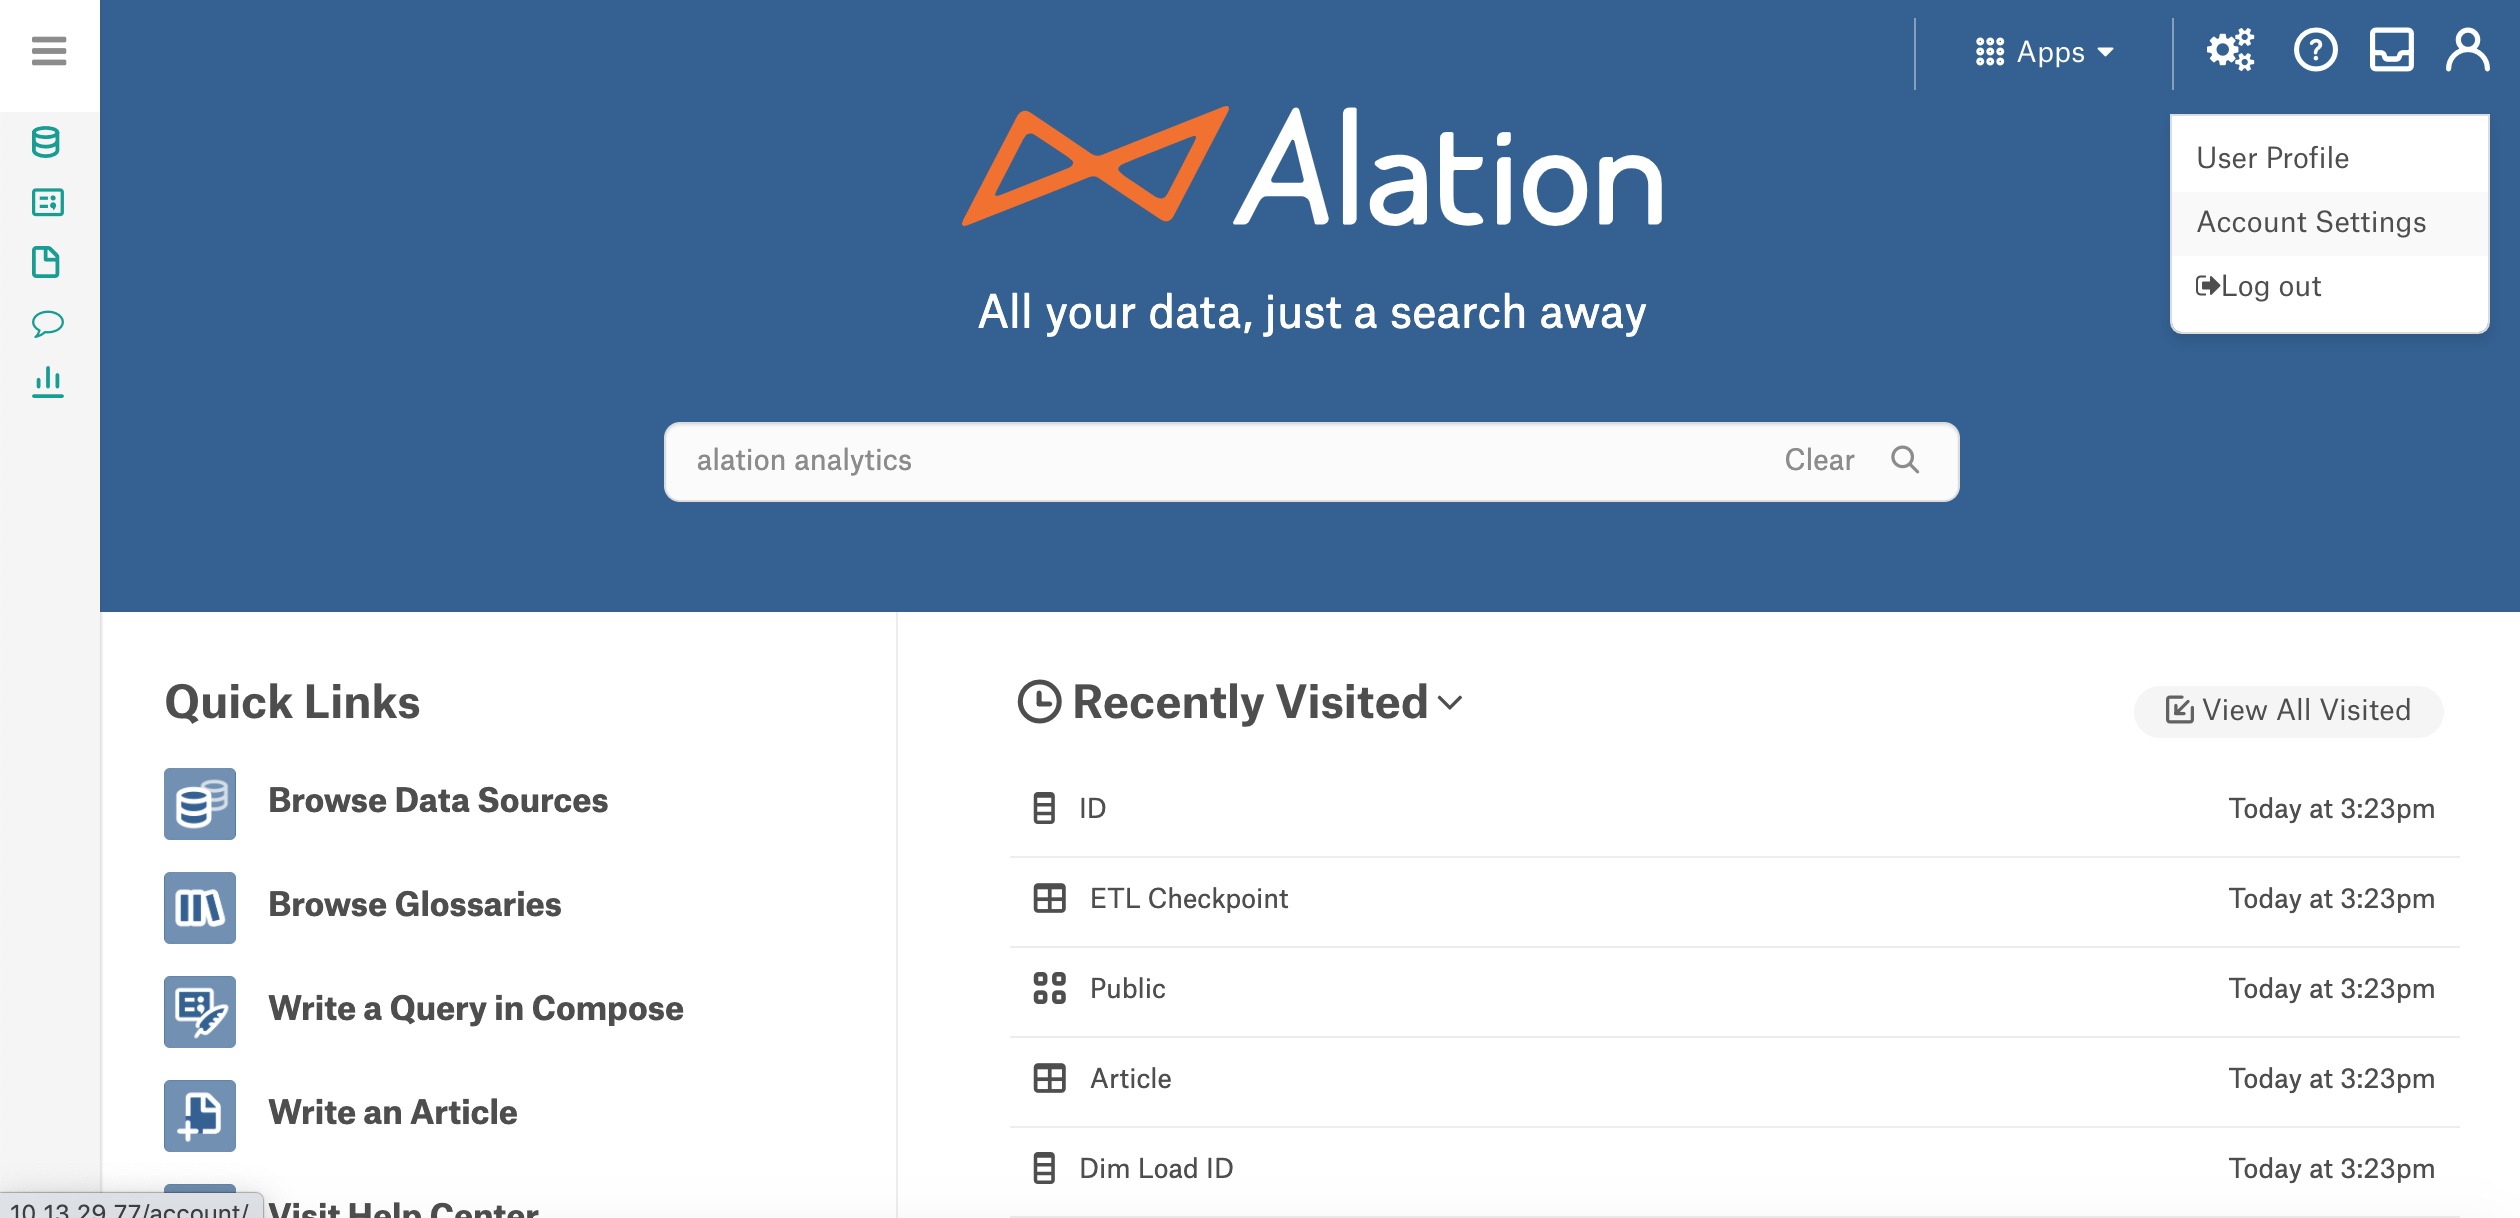 Apps
User Profile
Account Settings
Log out
Alation
All your data, just a search away
alation analytics Clear
Quick Links
Browse Data Sources
Browse Glossaries
Write a Query in Compose
Write an Article
Visit Help Center
Recently Visited View All Visited
ID Today at 3:23pm
ETL Checkpoint Today at 3:23pm
Public Today at 3:23pm
Article Today at 3:23pm
Dim Load ID Today at 3:23pm
10.13.29.77/account/